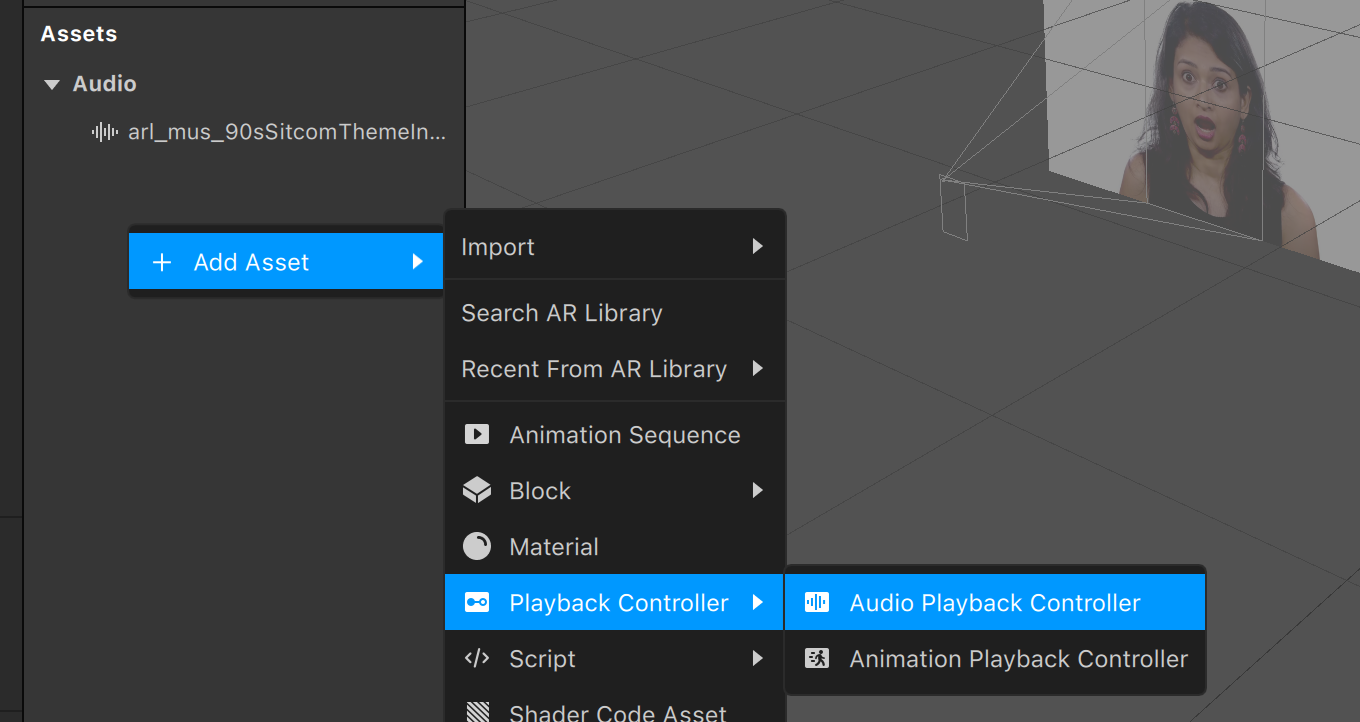 Assets
Audio
arl_mus_90sSitcomThemeIn...
Add Asset
Import
Search AR Library
Recent From AR Library
Animation Sequence
Block
Material
Playback Controller
Audio Playback Controller
Script
Animation Playback Controller
Shader Code Asset